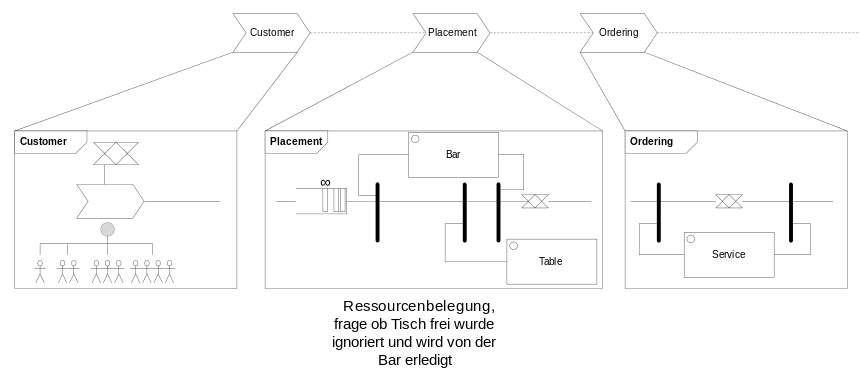 Customer
Placement
Ordering
Customer
Placement
Ordering
Bar
∞
Table
Service
Ressourcenbelegung,
frage ob Tisch frei wurde
ignoriert und wird von der
Bar erledigt